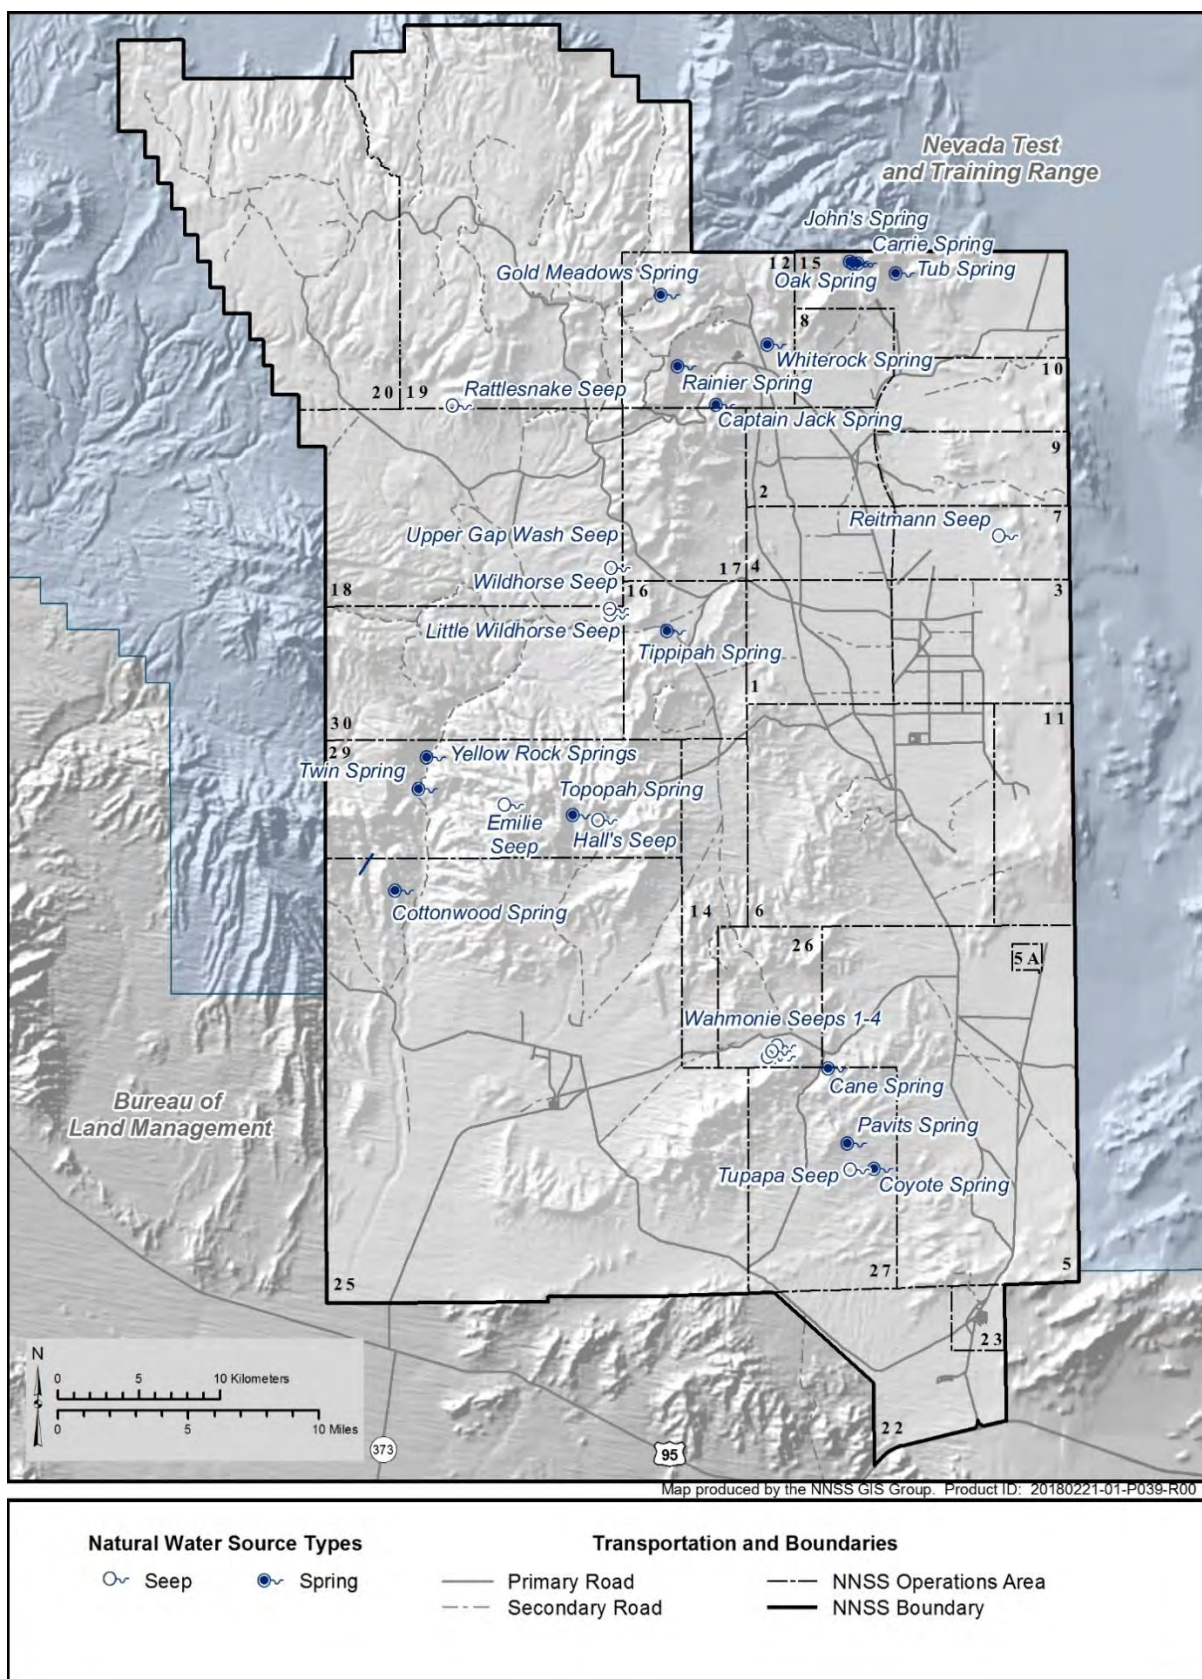 Nevada Test
and Training Range
John's Spring
Carrie Spring
Gold Meadows Spring
12
15
Oak Spring
Tub Spring
8
Whiterock Spring
10
Rainier Spring
20
19
Rattlesnake Seep
Captain Jack Spring
9
2
Reitmann Seep
7
Upper Gap Wash Seep
17
4
Wildhorse Seep
16
3
18
Little Wildhorse Seep
Tippipah Spring
1
11
30
29
Yellow Rock Springs
Twin Spring
Topopah Spring
Emilie
Seep
Hall's Seep
Cottonwood Spring
14
6
26
5A
Wahmonie Seeps 1-4
Cane Spring
Bureau of
Land Management
Pavits Spring
Tupapa Seep
Coyote Spring
25
27
5
23
N
0 5 10 Kilometers
0 5 10 Miles
373
95
22
Map produced by the NNSS GIS Group. Product ID: 20180221-01-P039-R00
Natural Water Source Types
Seep
Spring
Transportation and Boundaries
Primary Road
Secondary Road
NNSS Operations Area
NNSS Boundary